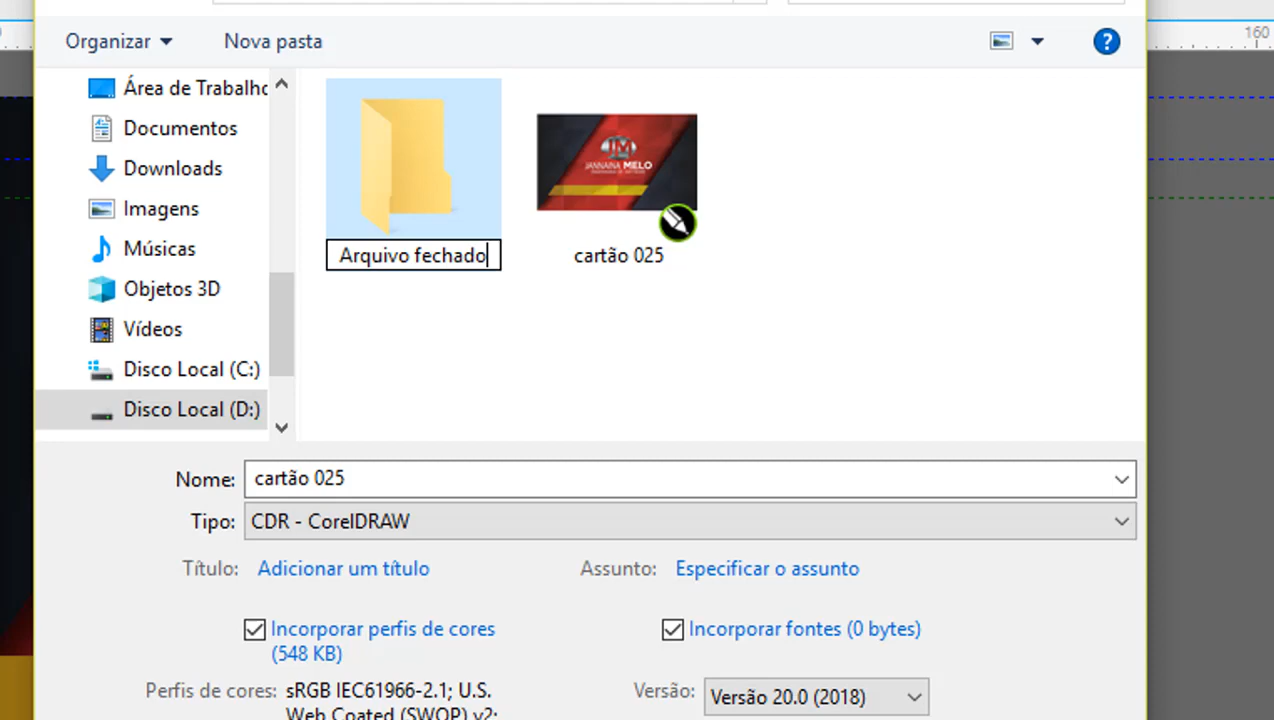 160
Organizar
Nova pasta
?
Área de Trabalho
Documentos
Downloads
Imagens
Músicas
Objetos 3D
Vídeos
Disco Local (C:)
Disco Local (D:)
JM
JANNAINA MELO
Arquivo fechado
cartão 025
Nome: cartão 025
Tipo: CDR - CorelDRAW
Título: Adicionar um título
Assunto: Especificar o assunto
Incorporar perfis de cores
(548 KB)
Incorporar fontes (0 bytes)
Perfis de cores: sRGB IEC61966-2.1; U.S.
Web Coated (SWOP) v2;
Versão: Versão 20.0 (2018)